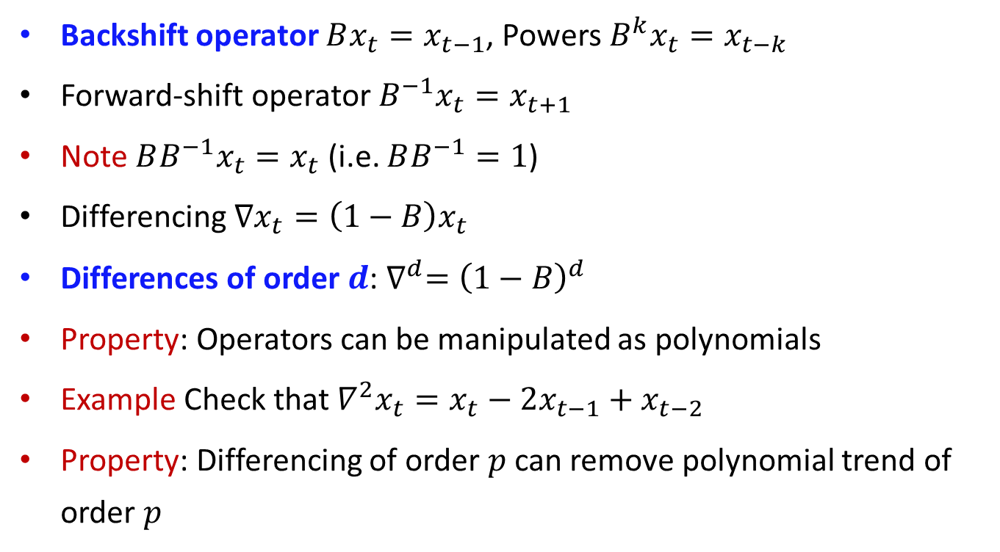 • Backshift operator $Bx_t = x_{t-1}$, Powers $B^k x_t = x_{t-k}$
• Forward-shift operator $B^{-1}x_t = x_{t+1}$
• Note $BB^{-1}x_t = x_t$ (i.e. $BB^{-1} = 1$)
• Differencing $\nabla x_t = (1 - B)x_t$
• Differences of order $d$: $\nabla^d = (1 - B)^d$
• Property: Operators can be manipulated as polynomials
• Example Check that $\nabla^2 x_t = x_t - 2x_{t-1} + x_{t-2}$
• Property: Differencing of order $p$ can remove polynomial trend of
order $p$